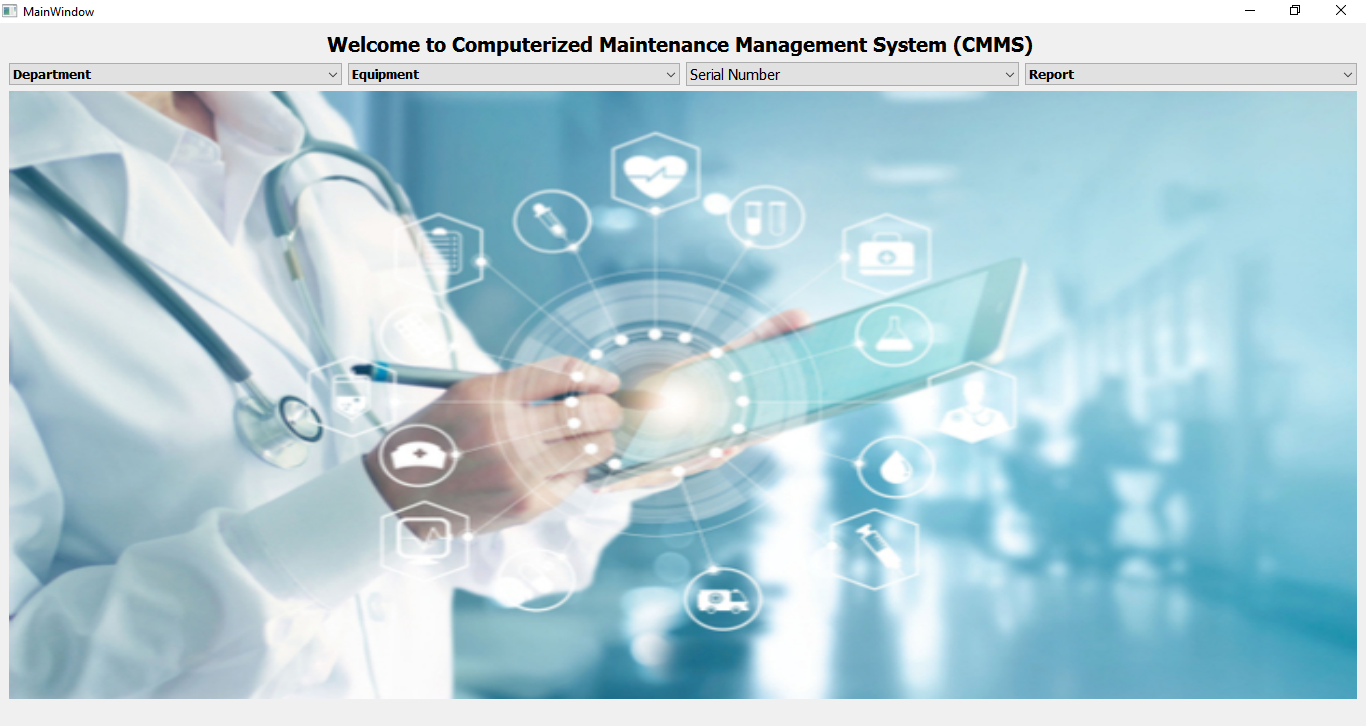 MainWindow
Welcome to Computerized Maintenance Management System (CMMS)
Department
Equipment
Serial Number
Report